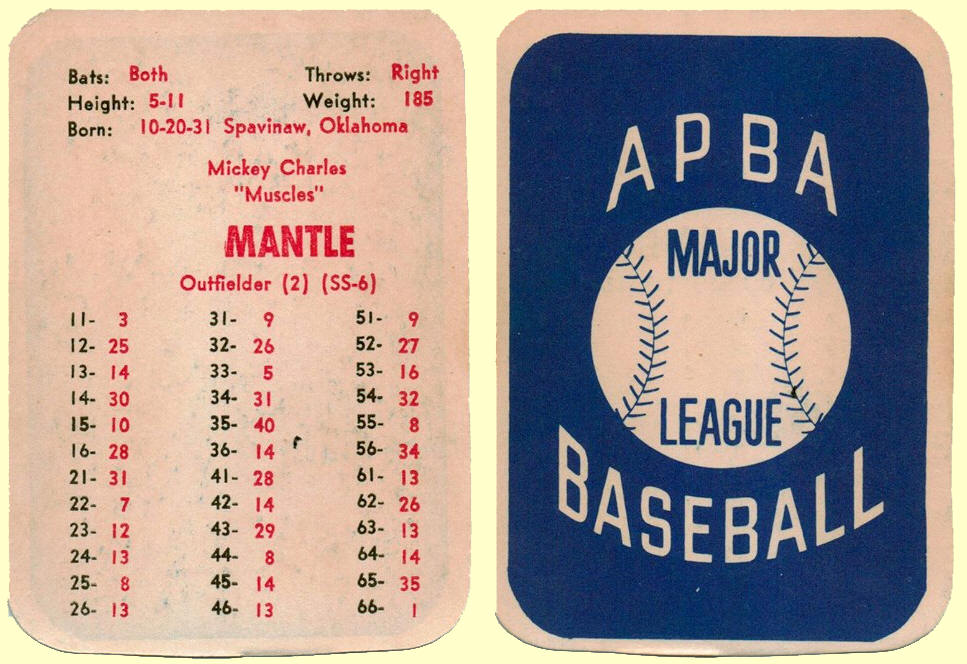 Bats: Both Throws: Right
Height: 5-11 Weight: 185
Born: 10-20-31 Spavinaw, Oklahoma
Mickey Charles
"Muscles"
MANTLE
Outfielder (2) (SS-6)
11- 3 31- 9 51- 9
12- 25 32- 26 52- 27
13- 14 33- 5 53- 16
14- 30 34- 31 54- 32
15- 10 35- 40 55- 8
16- 28 36- 14 56- 34
21- 31 41- 28 61- 13
22- 7 42- 14 62- 26
23- 12 43- 29 63- 13
24- 13 44- 8 64- 14
25- 8 45- 14 65- 35
26- 13 46- 13 66- 1
APBA
MAJOR
LEAGUE
BASEBALL